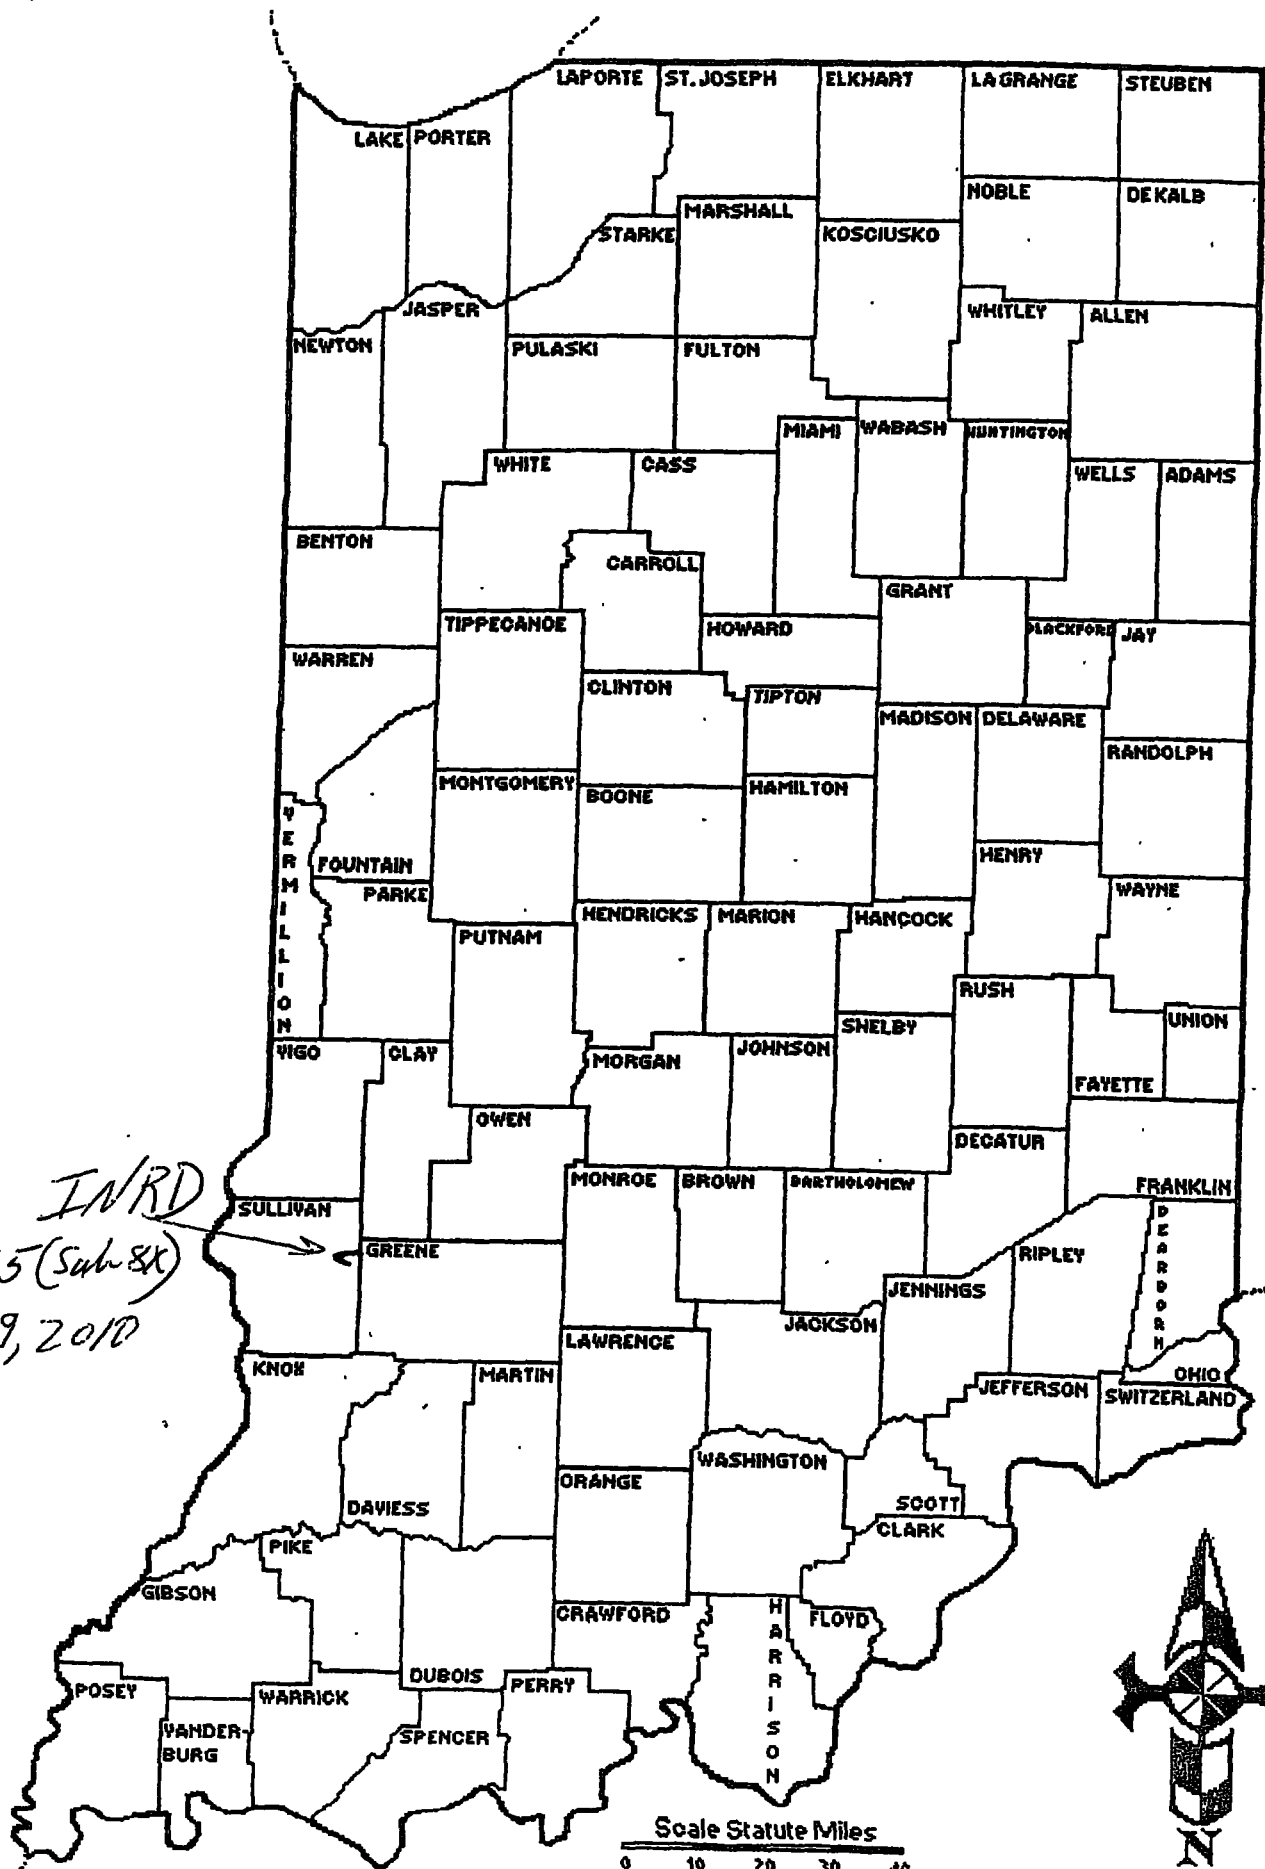 LAPORTE ST. JOSEPH ELKHART LAGRANGE STEUBEN
LAKE PORTER
NOBLE DEKALB
MARSHALL
STARKE KOSCIUSKO
JASPER WHITLEY ALLEN
NEWTON PULASKI FULTON
MIAMI WABASH HUNTINGTON
WHITE CASS WELLS ADAMS
BENTON
CARROLL
GRANT
TIPPECANOE HOWARD BLACKFORD JAY
WARREN
CLINTON TIPTON
MADISON DELAWARE
RANDOLPH
MONTGOMERY BOONE HAMILTON
VERMILLION
HENRY
FOUNTAIN
PARKE WAYNE
HENDRICKS MARION HANCOCK
PUTNAM
RUSH
SHELBY UNION
VIGO CLAY MORGAN JOHNSON
FAYETTE
OWEN
DECATUR
MONROE BROWN BARTHOLOMEW FRANKLIN
INRD
SULLIVAN
DEARBORN
5 (Sub 8X) GREENE RIPLEY
JENNINGS
9, 2010
JACKSON
LAWRENCE
KNOX MARTIN OHIO
JEFFERSON SWITZERLAND
WASHINGTON
ORANGE
DAVIESS SCOTT
CLARK
PIKE
GIBSON
CRAWFORD HARRISON FLOYD
DUBOIS PERRY
POSEY WARRICK
VANDER-
BURG SPENCER
Scale Statute Miles
0 10 20 30 40
N